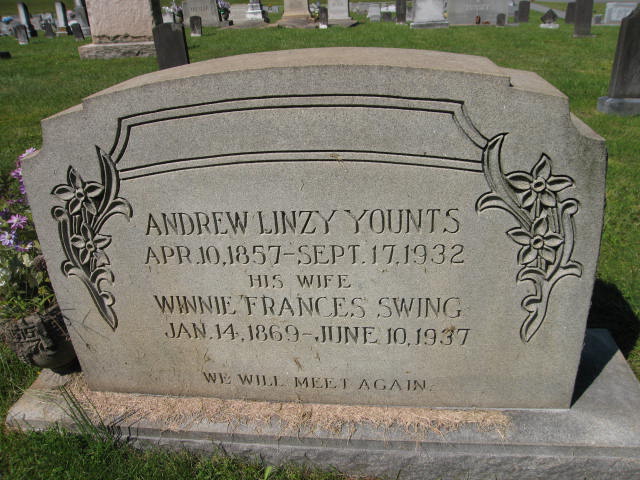 ANDREW LINZY YOUNTS
APR. 10, 1857 – SEPT. 17, 1932
HIS WIFE
WINNIE FRANCES SWING
JAN. 14, 1869 – JUNE 10, 1937
WE WILL MEET AGAIN.